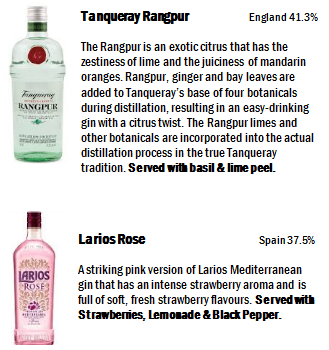 Tanqueray Rangpur England 41.3%
The Rangpur is an exotic citrus that has the
zestiness of lime and the juiciness of mandarin
oranges. Rangpur, ginger and bay leaves are
added to Tanqueray's base of four botanicals
during distillation, resulting in an easy-drinking
gin with a citrus twist. The Rangpur limes and
other botanicals are incorporated into the actual
distillation process in the true Tanqueray
tradition. Served with basil & lime peel.
Tanqueray
RANGPUR
Larios Rose Spain 37.5%
A striking pink version of Larios Mediterranean
gin that has an intense strawberry aroma and is
full of soft, fresh strawberry flavours. Served with
Strawberries, Lemonade & Black Pepper.
LARIOS
ROSÉ